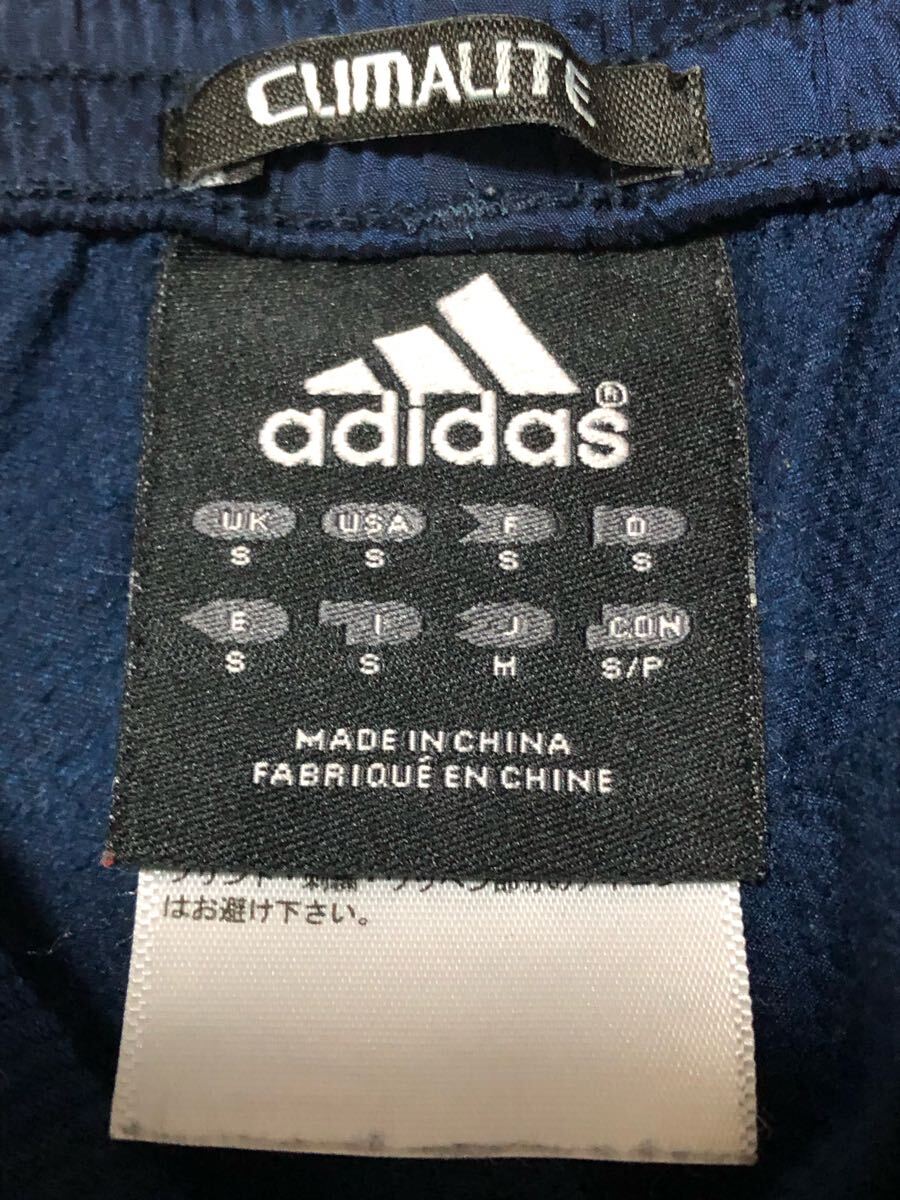 CLIMALITE
adidas®
UK USA F D
S S S S
E I J CON
S S M S/P
MADE IN CHINA
FABRIQUÉ EN CHINE
はお避け下さい。